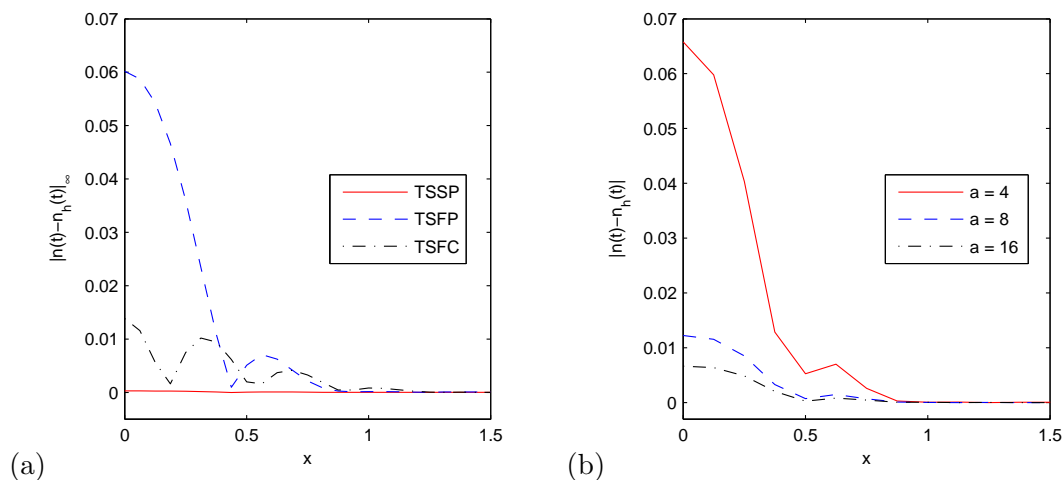 0.07
0.06
0.05
0.04
0.03
0.02
0.01
0
|n(t)−n_h(t)|_∞
TSSP
TSFP
TSFC
0 0.5 1 1.5
x
(a)
0.07
0.06
0.05
0.04
0.03
0.02
0.01
0
|n(t)−n_h(t)|
a = 4
a = 8
a = 16
0 0.5 1 1.5
x
(b)